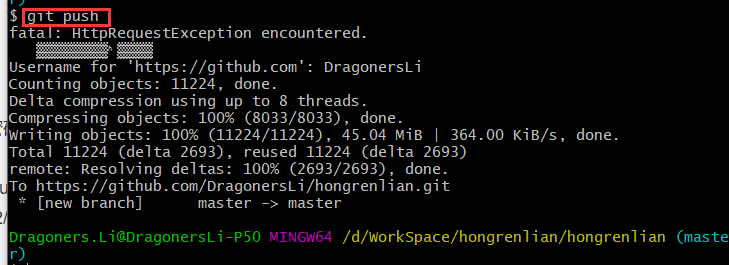 r)
$ git push
fatal: HttpRequestException encountered.
Username for 'https://github.com': DragonersLi
Counting objects: 11224, done.
Delta compression using up to 8 threads.
Compressing objects: 100% (8033/8033), done.
Writing objects: 100% (11224/11224), 45.04 MiB | 364.00 KiB/s, done.
Total 11224 (delta 2693), reused 11224 (delta 2693)
remote: Resolving deltas: 100% (2693/2693), done.
To https://github.com/DragonersLi/hongrenlian.git
 * [new branch]      master -> master
Dragoners.Li@DragonersLi-P50 MINGW64 /d/WorkSpace/hongrenlian/hongrenlian (maste
r)